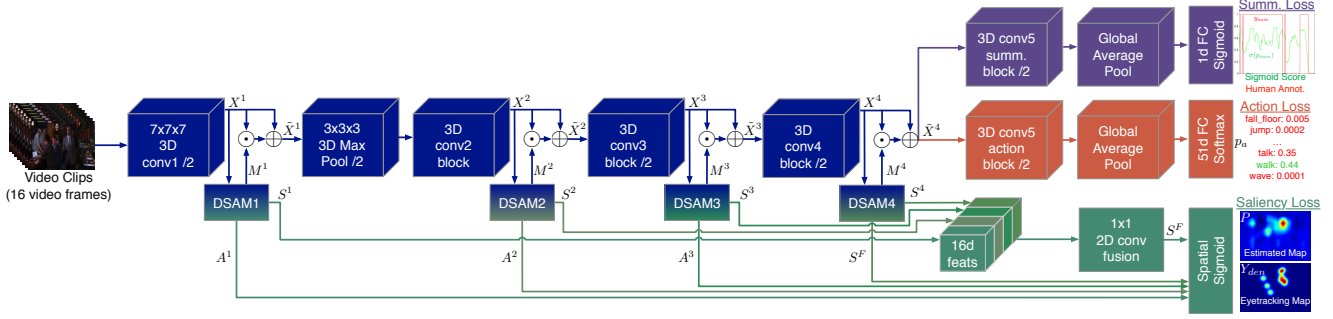 Summ. Loss
y_sum
σ(p_sum)
Sigmoid Score
Human Annot.
3D conv5
summ.
block /2
Global
Average
Pool
1d FC
Sigmoid
Video Clips
(16 video frames)
7x7x7
3D
conv1 /2
X^1
X̃^1
M^1
3x3x3
3D Max
Pool /2
3D
conv2
block
X^2
X̃^2
M^2
3D
conv3
block /2
X^3
X̃^3
M^3
3D
conv4
block /2
X^4
X̃^4
M^4
3D conv5
action
block /2
Global
Average
Pool
51d FC
Softmax
p_a
Action Loss
fall_floor: 0.005
jump: 0.0002
...
talk: 0.35
walk: 0.44
wave: 0.0001
DSAM1
S^1
DSAM2
S^2
DSAM3
S^3
DSAM4
S^4
A^1
A^2
A^3
S^F
16d
feats
1x1
2D conv
fusion
S^F
Spatial
Sigmoid
Saliency Loss
P
Estimated Map
Y_den
Eyetracking Map